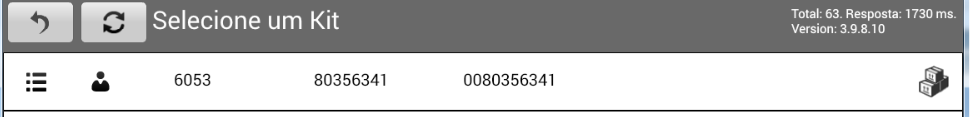 Selecione um Kit
Total: 63. Resposta: 1730 ms.
Version: 3.9.8.10
6053 80356341 0080356341